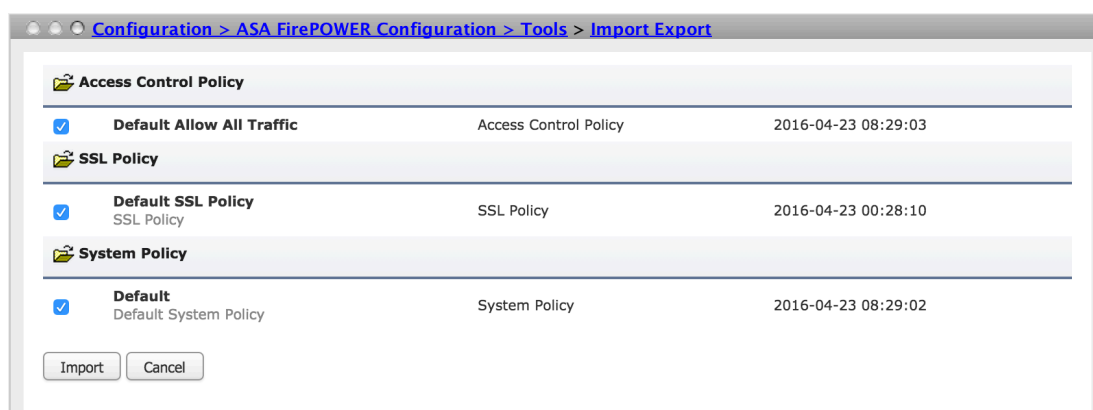 Configuration > ASA FirePOWER Configuration > Tools > Import Export
Access Control Policy
Default Allow All Traffic Access Control Policy 2016-04-23 08:29:03
SSL Policy
Default SSL Policy
SSL Policy SSL Policy 2016-04-23 00:28:10
System Policy
Default
Default System Policy System Policy 2016-04-23 08:29:02
Import Cancel